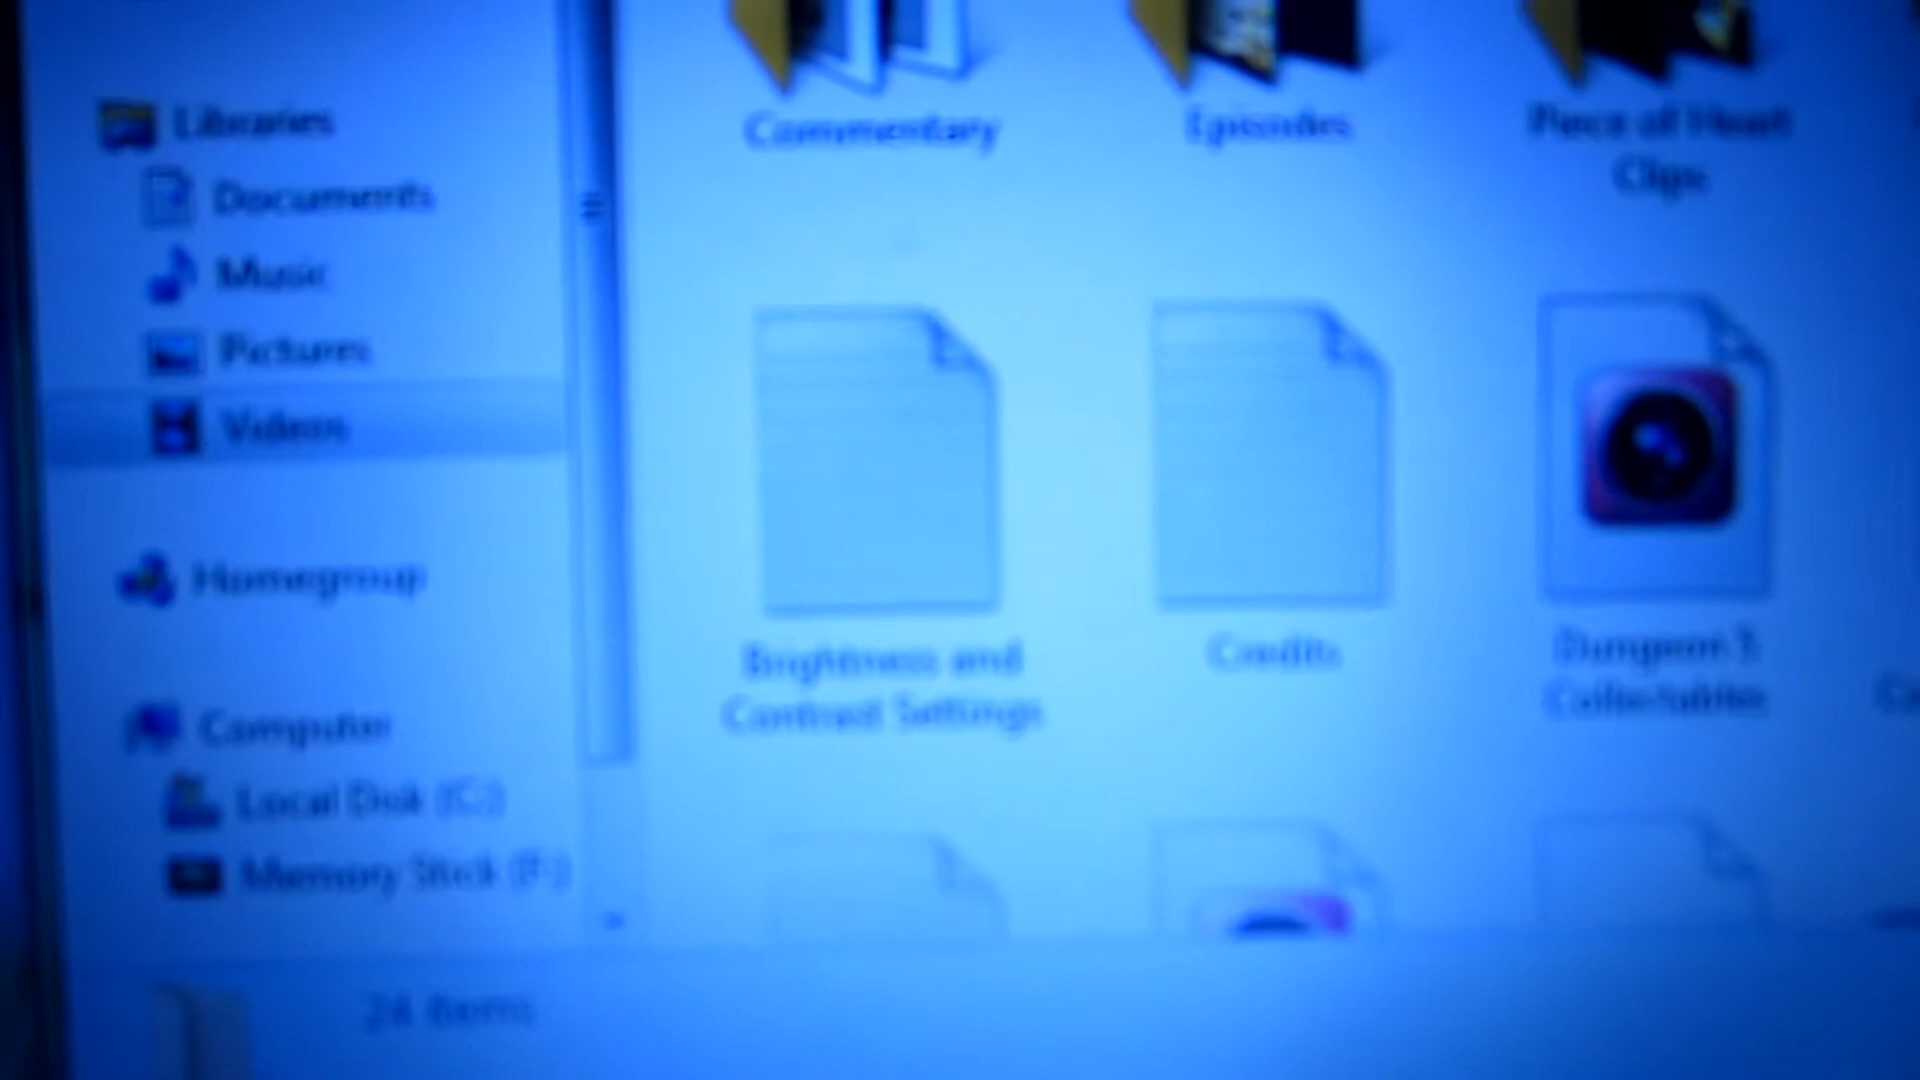 Libraries
Documents
Music
Pictures
Videos
Homegroup
Computer
Local Disk (C:)
Memory Stick (F:)
Commentary
Episodes
Piece of Heart
Clips
Brightness and
Contrast Settings
Credits
Dungeon 3
Collectables
24 items